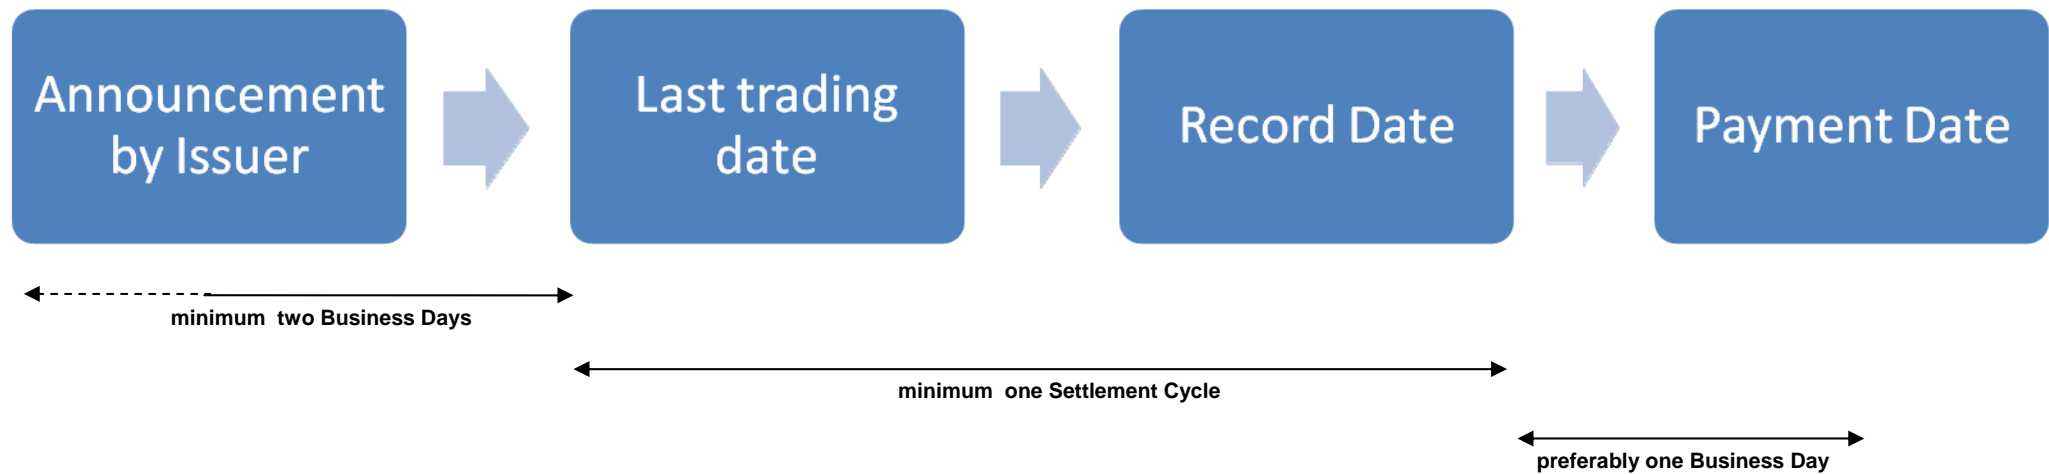 Announcement
by Issuer
Last trading
date
Record Date
Payment Date
minimum two Business Days
minimum one Settlement Cycle
preferably one Business Day